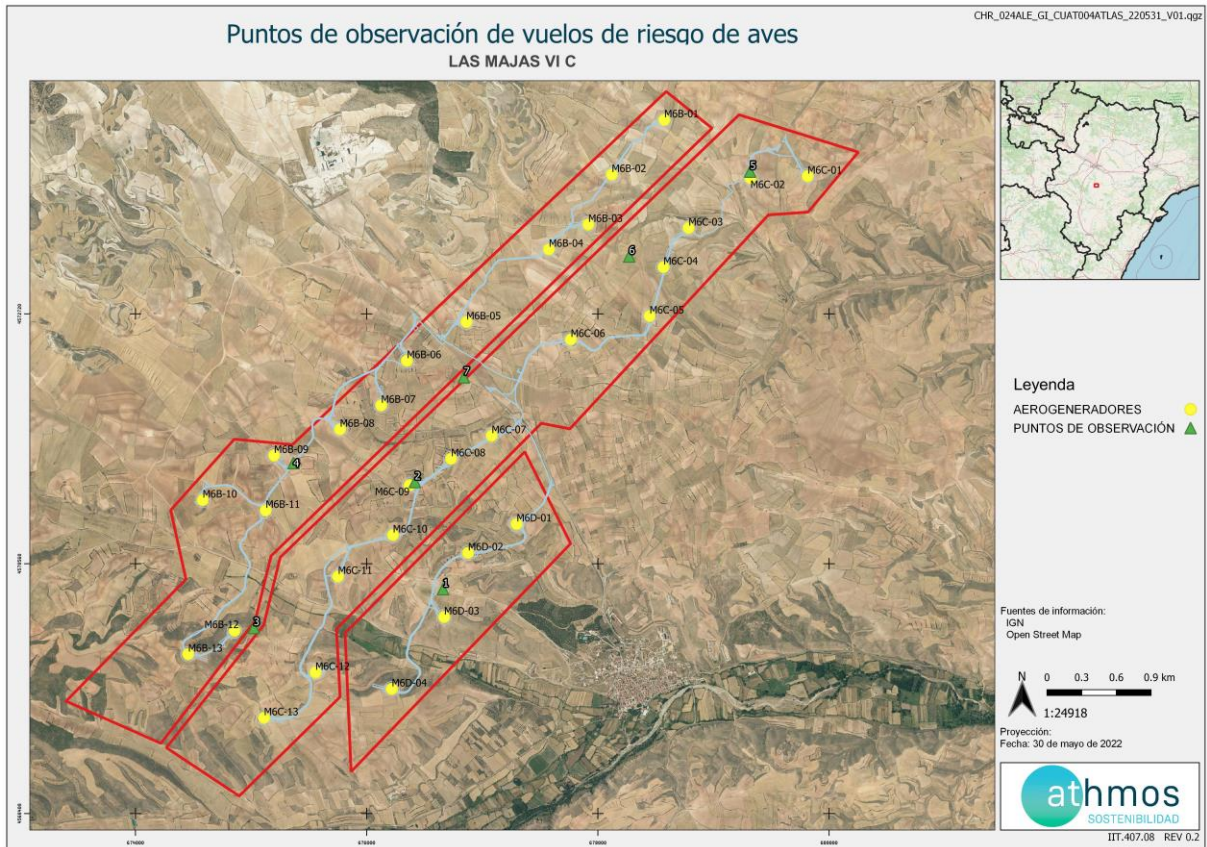 CHR_024ALE_GI_CUAT004ATLAS_220531_V01.qgz
Puntos de observación de vuelos de riesgo de aves
LAS MAJAS VI C
M6B-01
M6B-02
5
M6C-01
M6C-02
M6B-03
M6C-03
M6B-04
6
M6C-04
M6C-05
M6B-05
M6C-06
M6B-06
7
M6B-07
M6B-08
M6C-07
M6B-09
4
M6C-08
2
M6C-09
M6B-10
M6B-11
M6D-01
M6C-10
M6D-02
M6C-11
1
M6D-03
M6B-12
3
M6B-13
M6C-12
M6D-04
M6C-13
Leyenda
AEROGENERADORES
PUNTOS DE OBSERVACIÓN
Fuentes de información:
IGN
Open Street Map
N
0 0.3 0.6 0.9 km
1:24918
Proyección:
Fecha: 30 de mayo de 2022
athmos
SOSTENIBILIDAD
IIT.407.08 REV 0.2